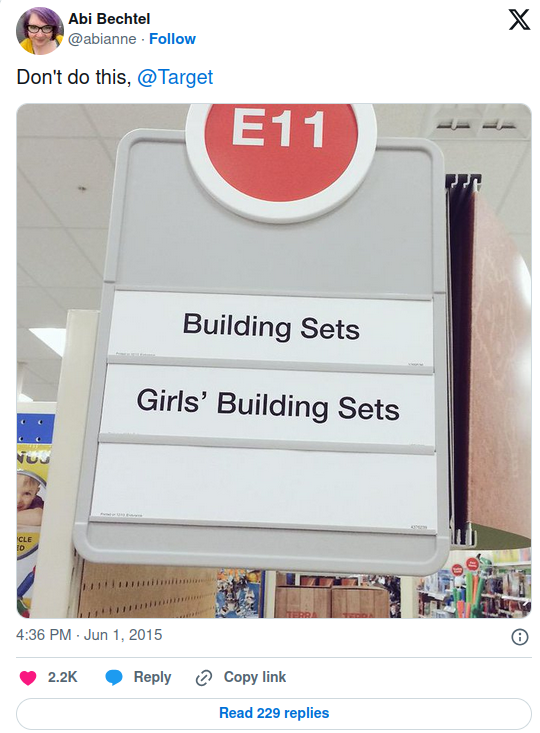 Abi Bechtel
@abianne · Follow
Don't do this, @Target
E11
Building Sets
Girls' Building Sets
4:36 PM · Jun 1, 2015
2.2K Reply Copy link
Read 229 replies